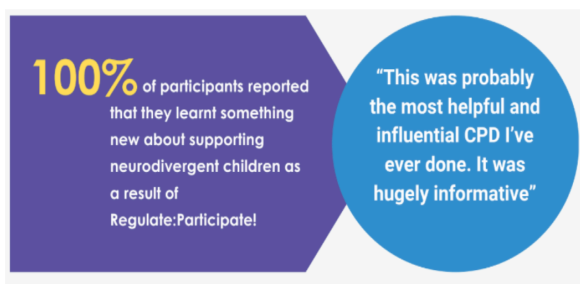 100% of participants reported
that they learnt something
new about supporting
neurodivergent children as
a result of
Regulate:Participate!
“This was probably
the most helpful and
influential CPD I’ve
ever done. It was
hugely informative”